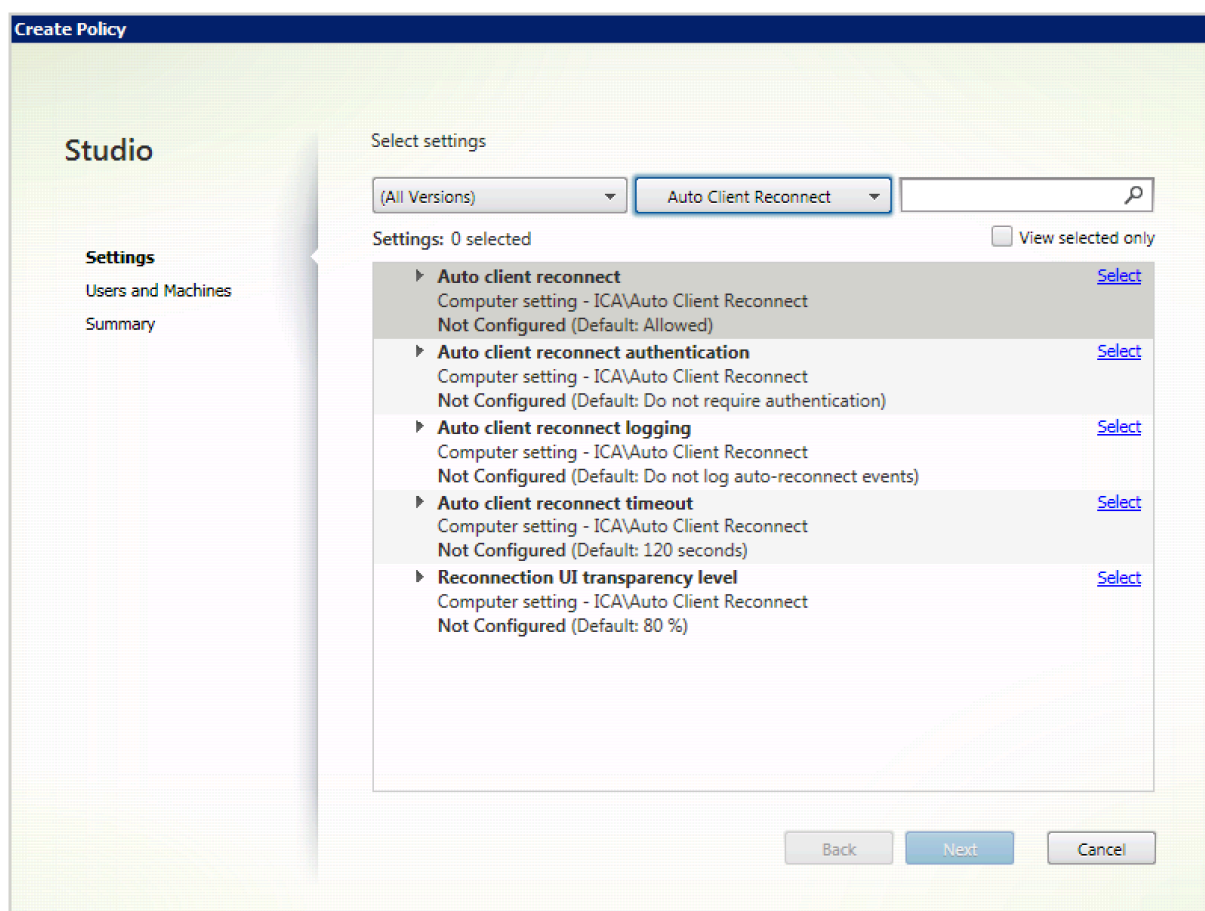 Create Policy
Studio
Settings
Users and Machines
Summary
Select settings
(All Versions)
Auto Client Reconnect
Settings: 0 selected
View selected only
Auto client reconnect
Select
Computer setting - ICA\Auto Client Reconnect
Not Configured (Default: Allowed)
Auto client reconnect authentication
Select
Computer setting - ICA\Auto Client Reconnect
Not Configured (Default: Do not require authentication)
Auto client reconnect logging
Select
Computer setting - ICA\Auto Client Reconnect
Not Configured (Default: Do not log auto-reconnect events)
Auto client reconnect timeout
Select
Computer setting - ICA\Auto Client Reconnect
Not Configured (Default: 120 seconds)
Reconnection UI transparency level
Select
Computer setting - ICA\Auto Client Reconnect
Not Configured (Default: 80 %)
Back
Next
Cancel